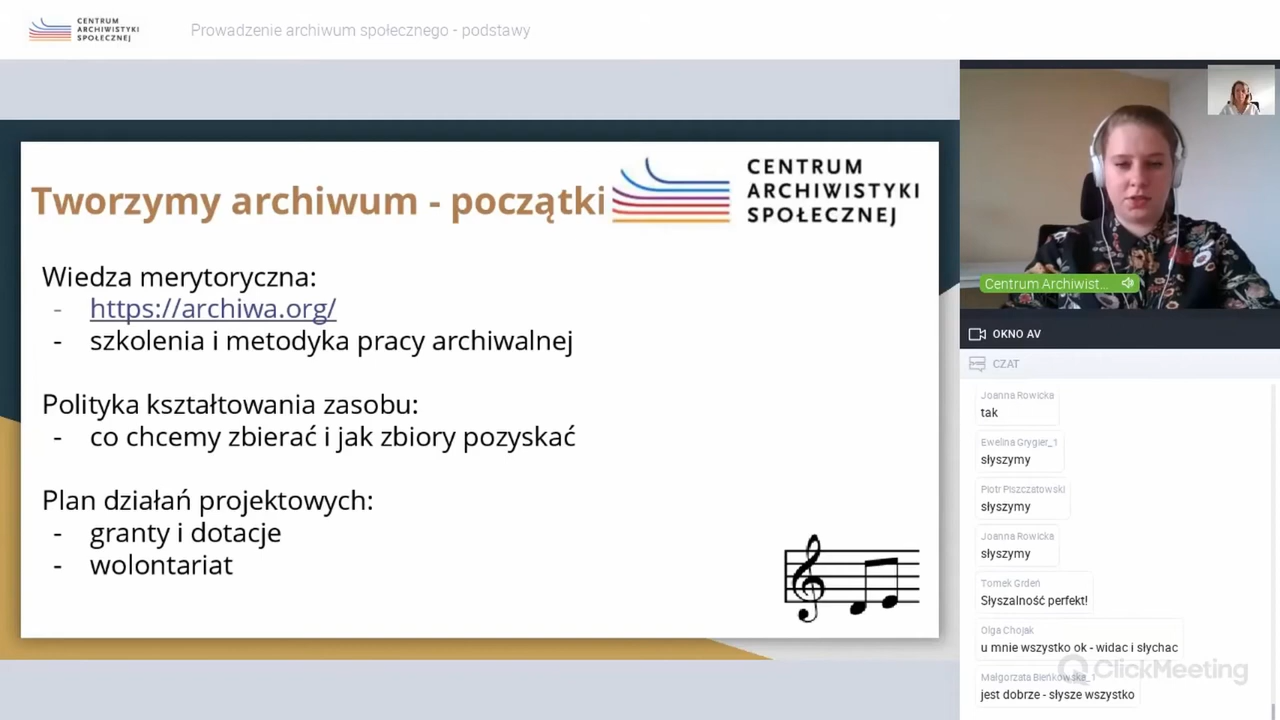 CENTRUM
ARCHIWISTYKI
SPOŁECZNEJ
Prowadzenie archiwum społecznego - podstawy
Tworzymy archiwum - początki
CENTRUM
ARCHIWISTYKI
SPOŁECZNEJ
Wiedza merytoryczna:
- https://archiwa.org/
- szkolenia i metodyka pracy archiwalnej
Polityka kształtowania zasobu:
- co chcemy zbierać i jak zbiory pozyskać
Plan działań projektowych:
- granty i dotacje
- wolontariat
Centrum Archiwist...
OKNO AV
CZAT
Joanna Rowicka
tak
Ewelina Grygier_1
słyszymy
Piotr Piszczatowski
słyszymy
Joanna Rowicka
słyszymy
Tomek Grdeń
Słyszalność perfekt!
Olga Chojak
u mnie wszystko ok - widac i słychac
Małgorzata Bieńkowska_1
jest dobrze - słysze wszystko
ClickMeeting